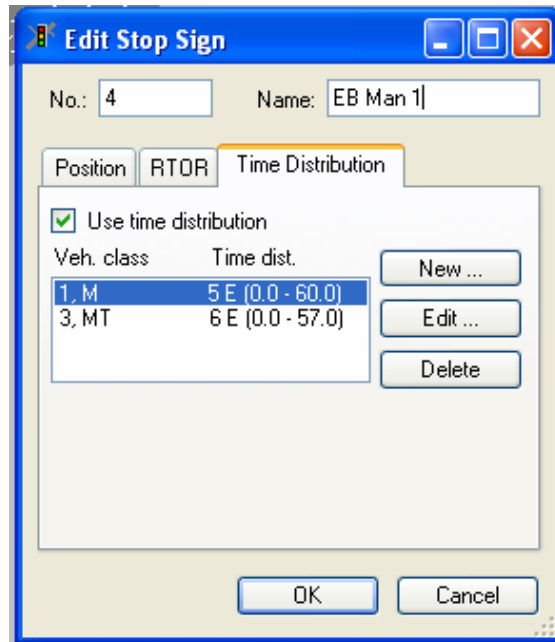 Edit Stop Sign
No.: 4 Name: EB Man 1
Position RTOR Time Distribution
Use time distribution
Veh. class Time dist.
New ...
1, M 5 E (0.0 - 60.0)
3, MT 6 E (0.0 - 57.0)
Edit ...
Delete
OK Cancel